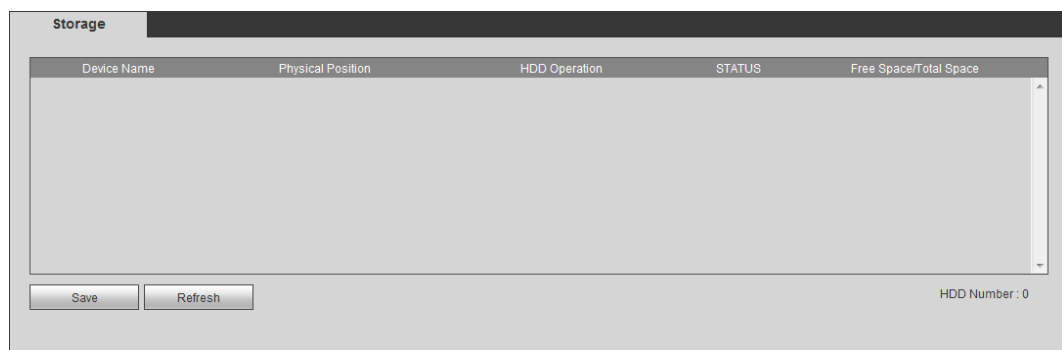 Storage
Device Name Physical Position HDD Operation STATUS Free Space/Total Space
Save Refresh HDD Number : 0